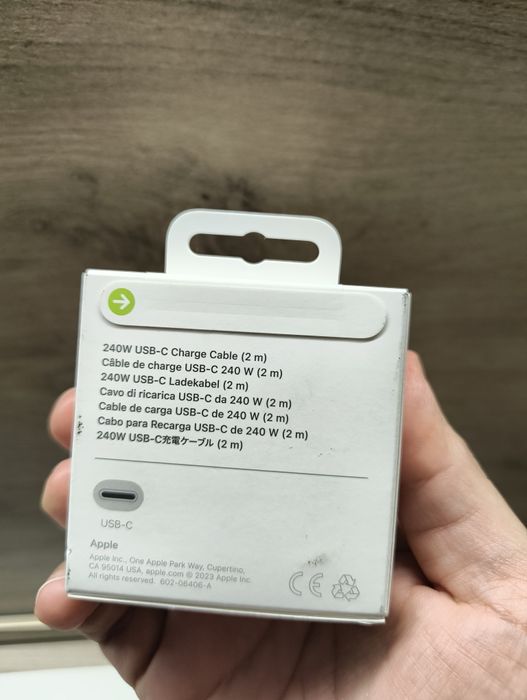 240W USB-C Charge Cable (2 m)
Câble de charge USB-C 240 W (2 m)
240W USB-C Ladekabel (2 m)
Cavo di ricarica USB-C da 240 W (2 m)
Cable de carga USB-C de 240 W (2 m)
Cabo para Recarga USB-C de 240 W (2 m)
240W USB-C充電ケーブル (2 m)
USB-C
Apple
Apple Inc., One Apple Park Way, Cupertino,
CA 95014 USA, apple.com © 2023 Apple Inc.
All rights reserved. 602-06406-A
CE